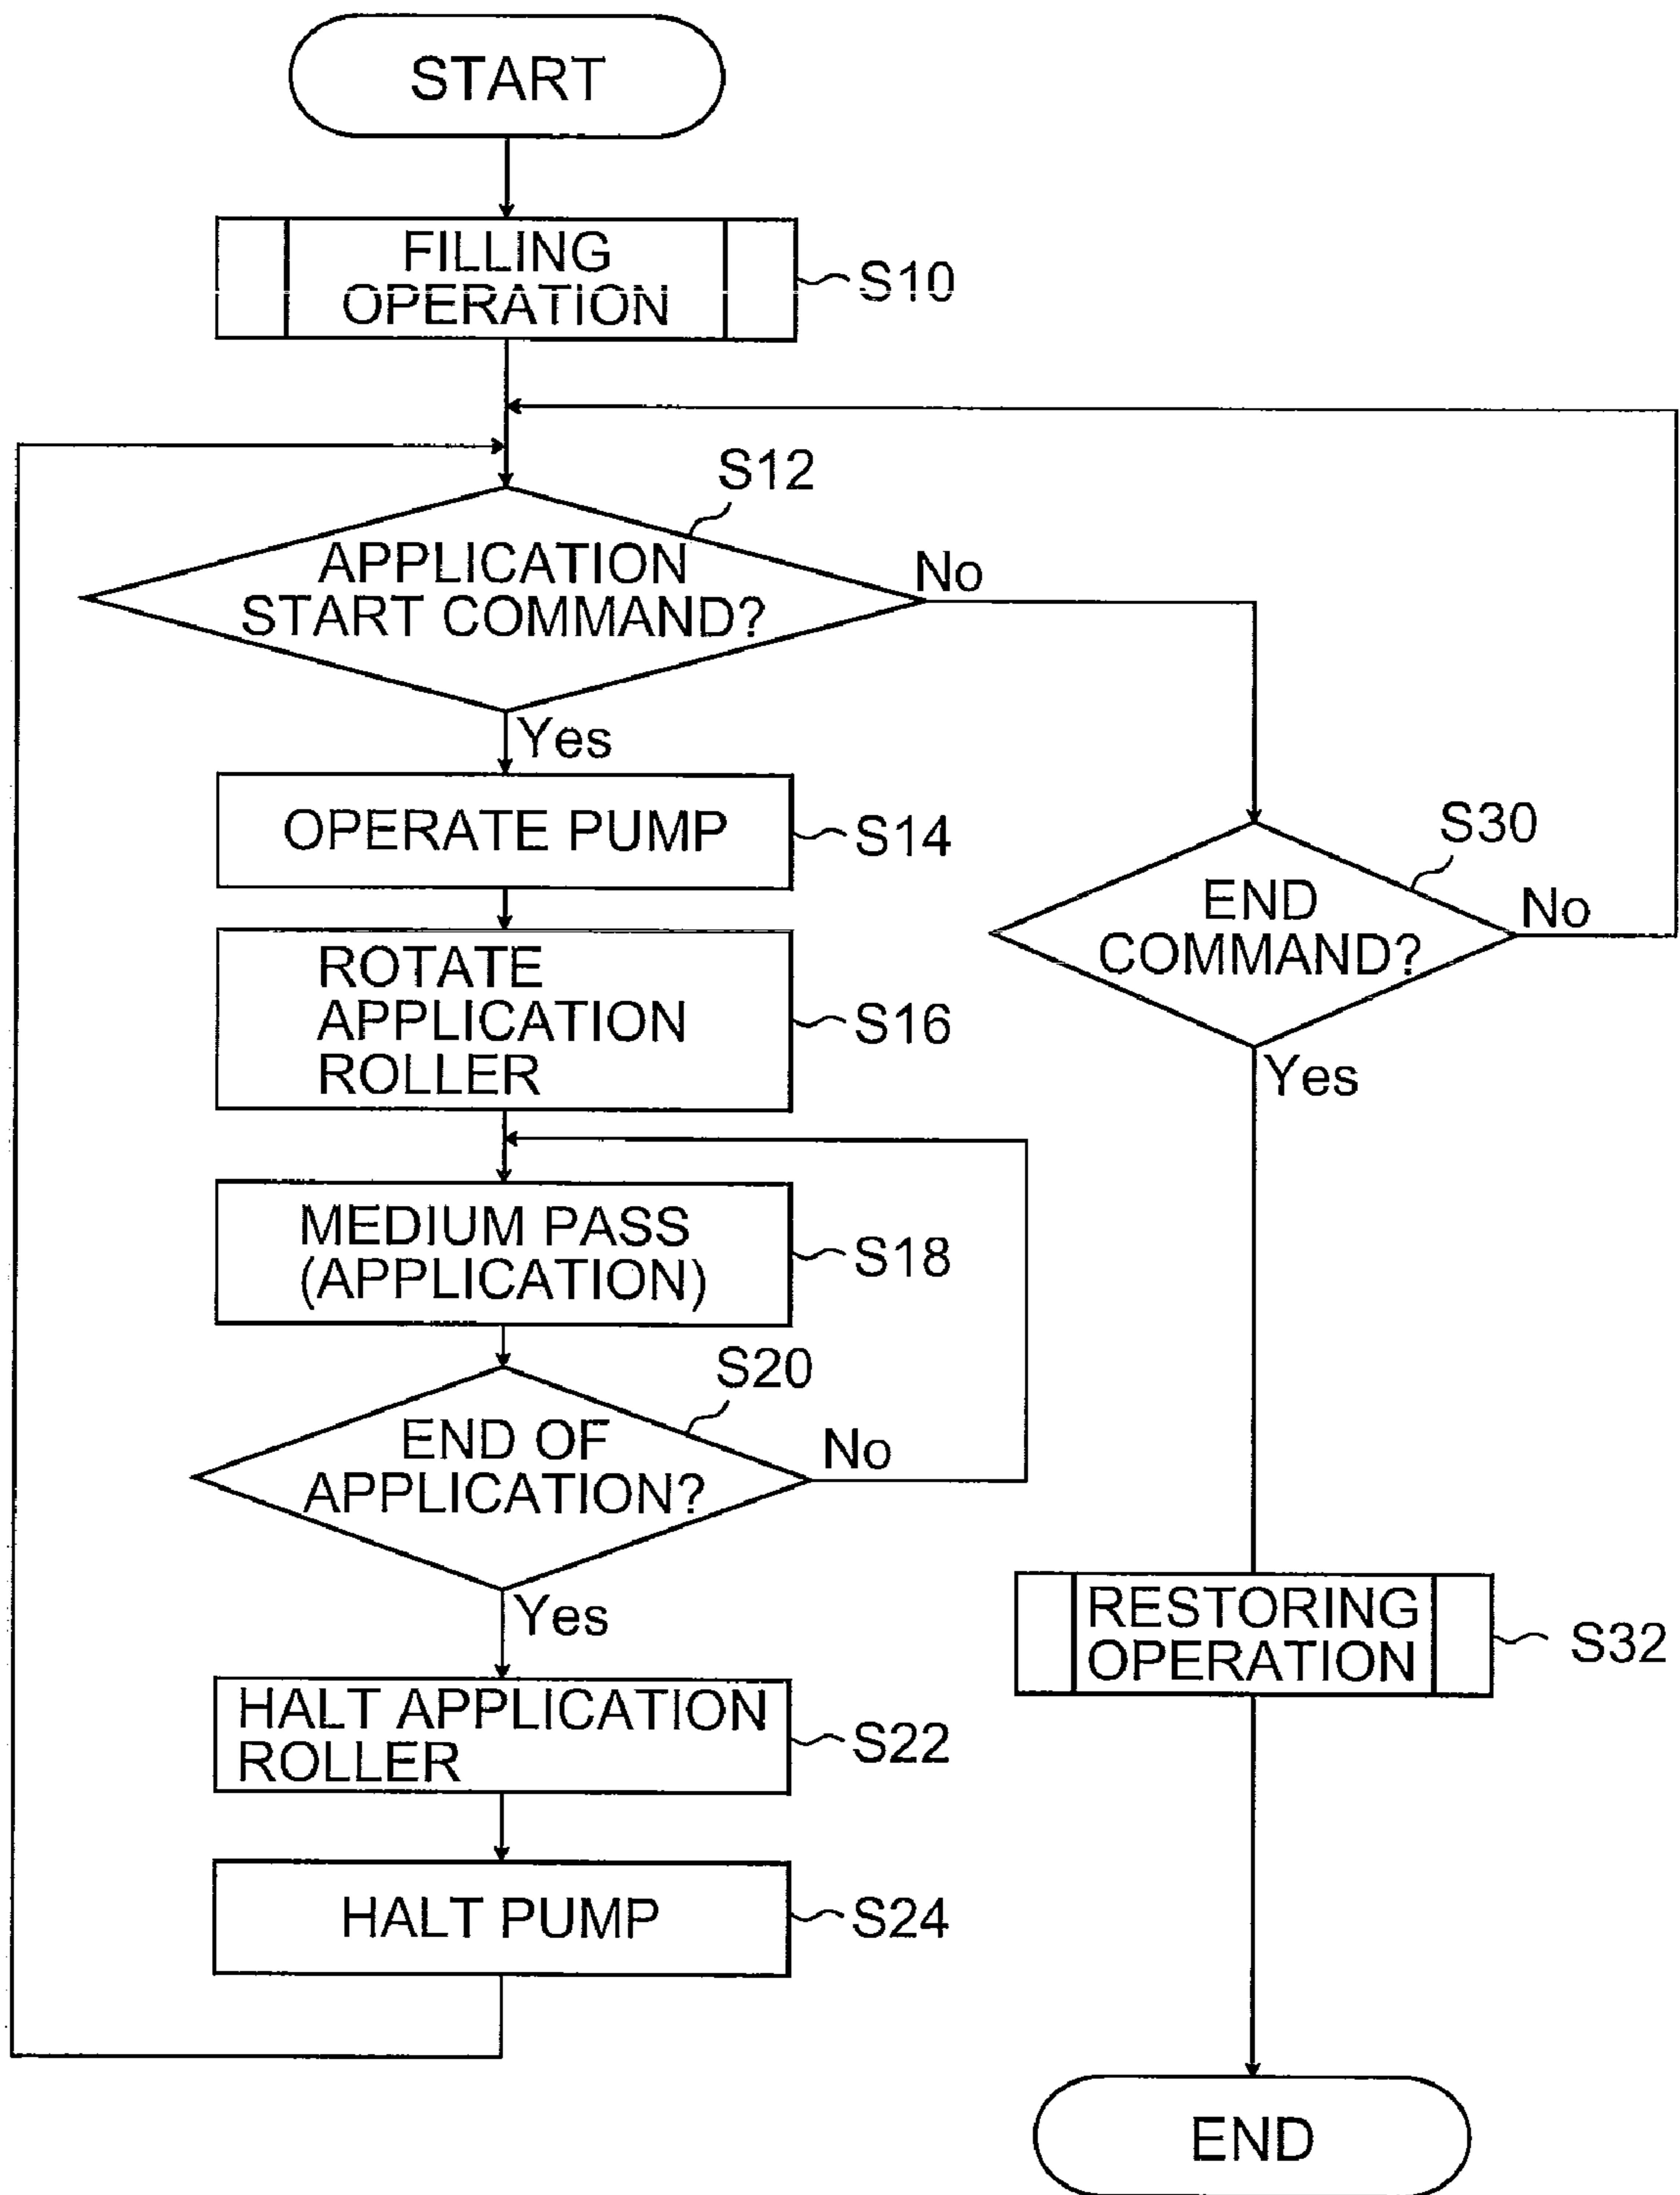 START
FILLING
OPERATION
S10
S12
APPLICATION
START COMMAND?
No
Yes
OPERATE PUMP
S14
S30
END
COMMAND?
No
Yes
ROTATE
APPLICATION
ROLLER
S16
MEDIUM PASS
(APPLICATION)
S18
S20
END OF
APPLICATION?
No
Yes
RESTORING
OPERATION
S32
HALT APPLICATION
ROLLER
S22
HALT PUMP
S24
END